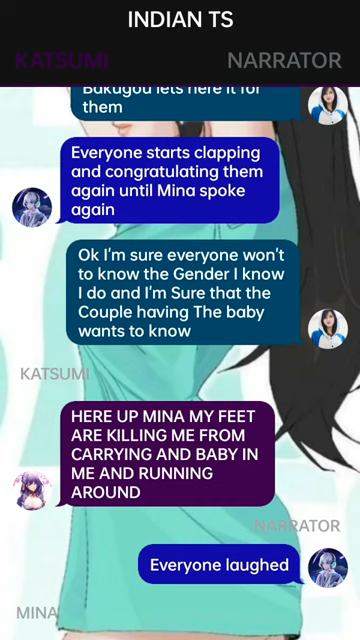 INDIAN TS
KATSUMI
NARRATOR
Bakugou lets here it for
them
Everyone starts clapping
and congratulating them
again until Mina spoke
again
Ok I'm sure everyone won't
to know the Gender I know
I do and I'm Sure that the
Couple having The baby
wants to know
KATSUMI
HERE UP MINA MY FEET
ARE KILLING ME FROM
CARRYING AND BABY IN
ME AND RUNNING
AROUND
NARRATOR
Everyone laughed
MINA